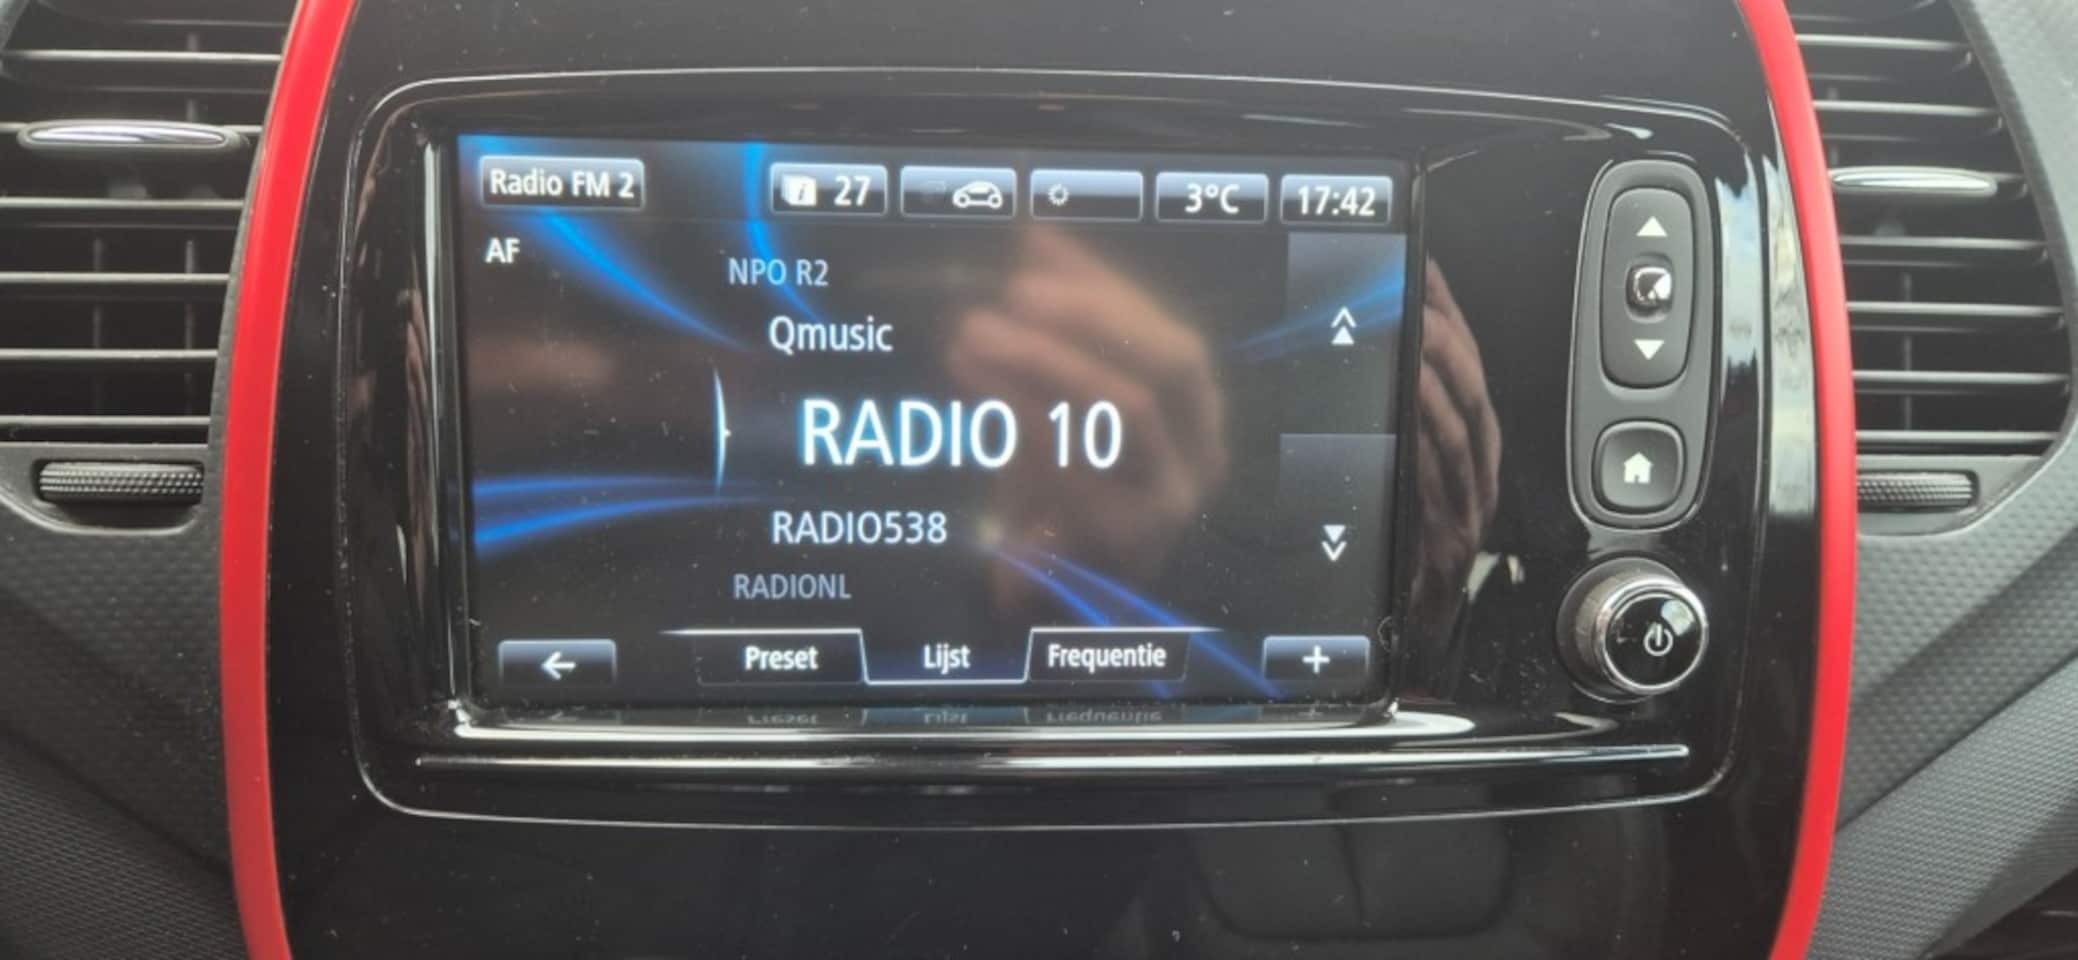 Radio FM 2
27
3°C
17:42
AF
NPO R2
Qmusic
RADIO 10
RADIO538
RADIONL
Preset
Lijst
Frequentie